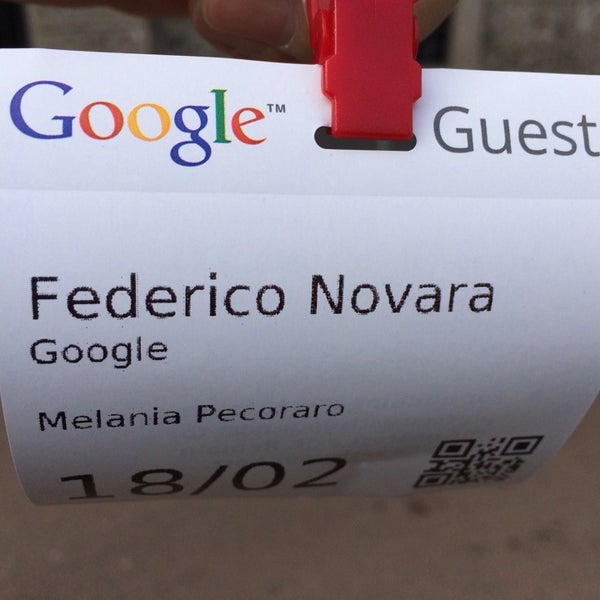 Google™ Guest
Federico Novara
Google
Melania Pecoraro
18/02